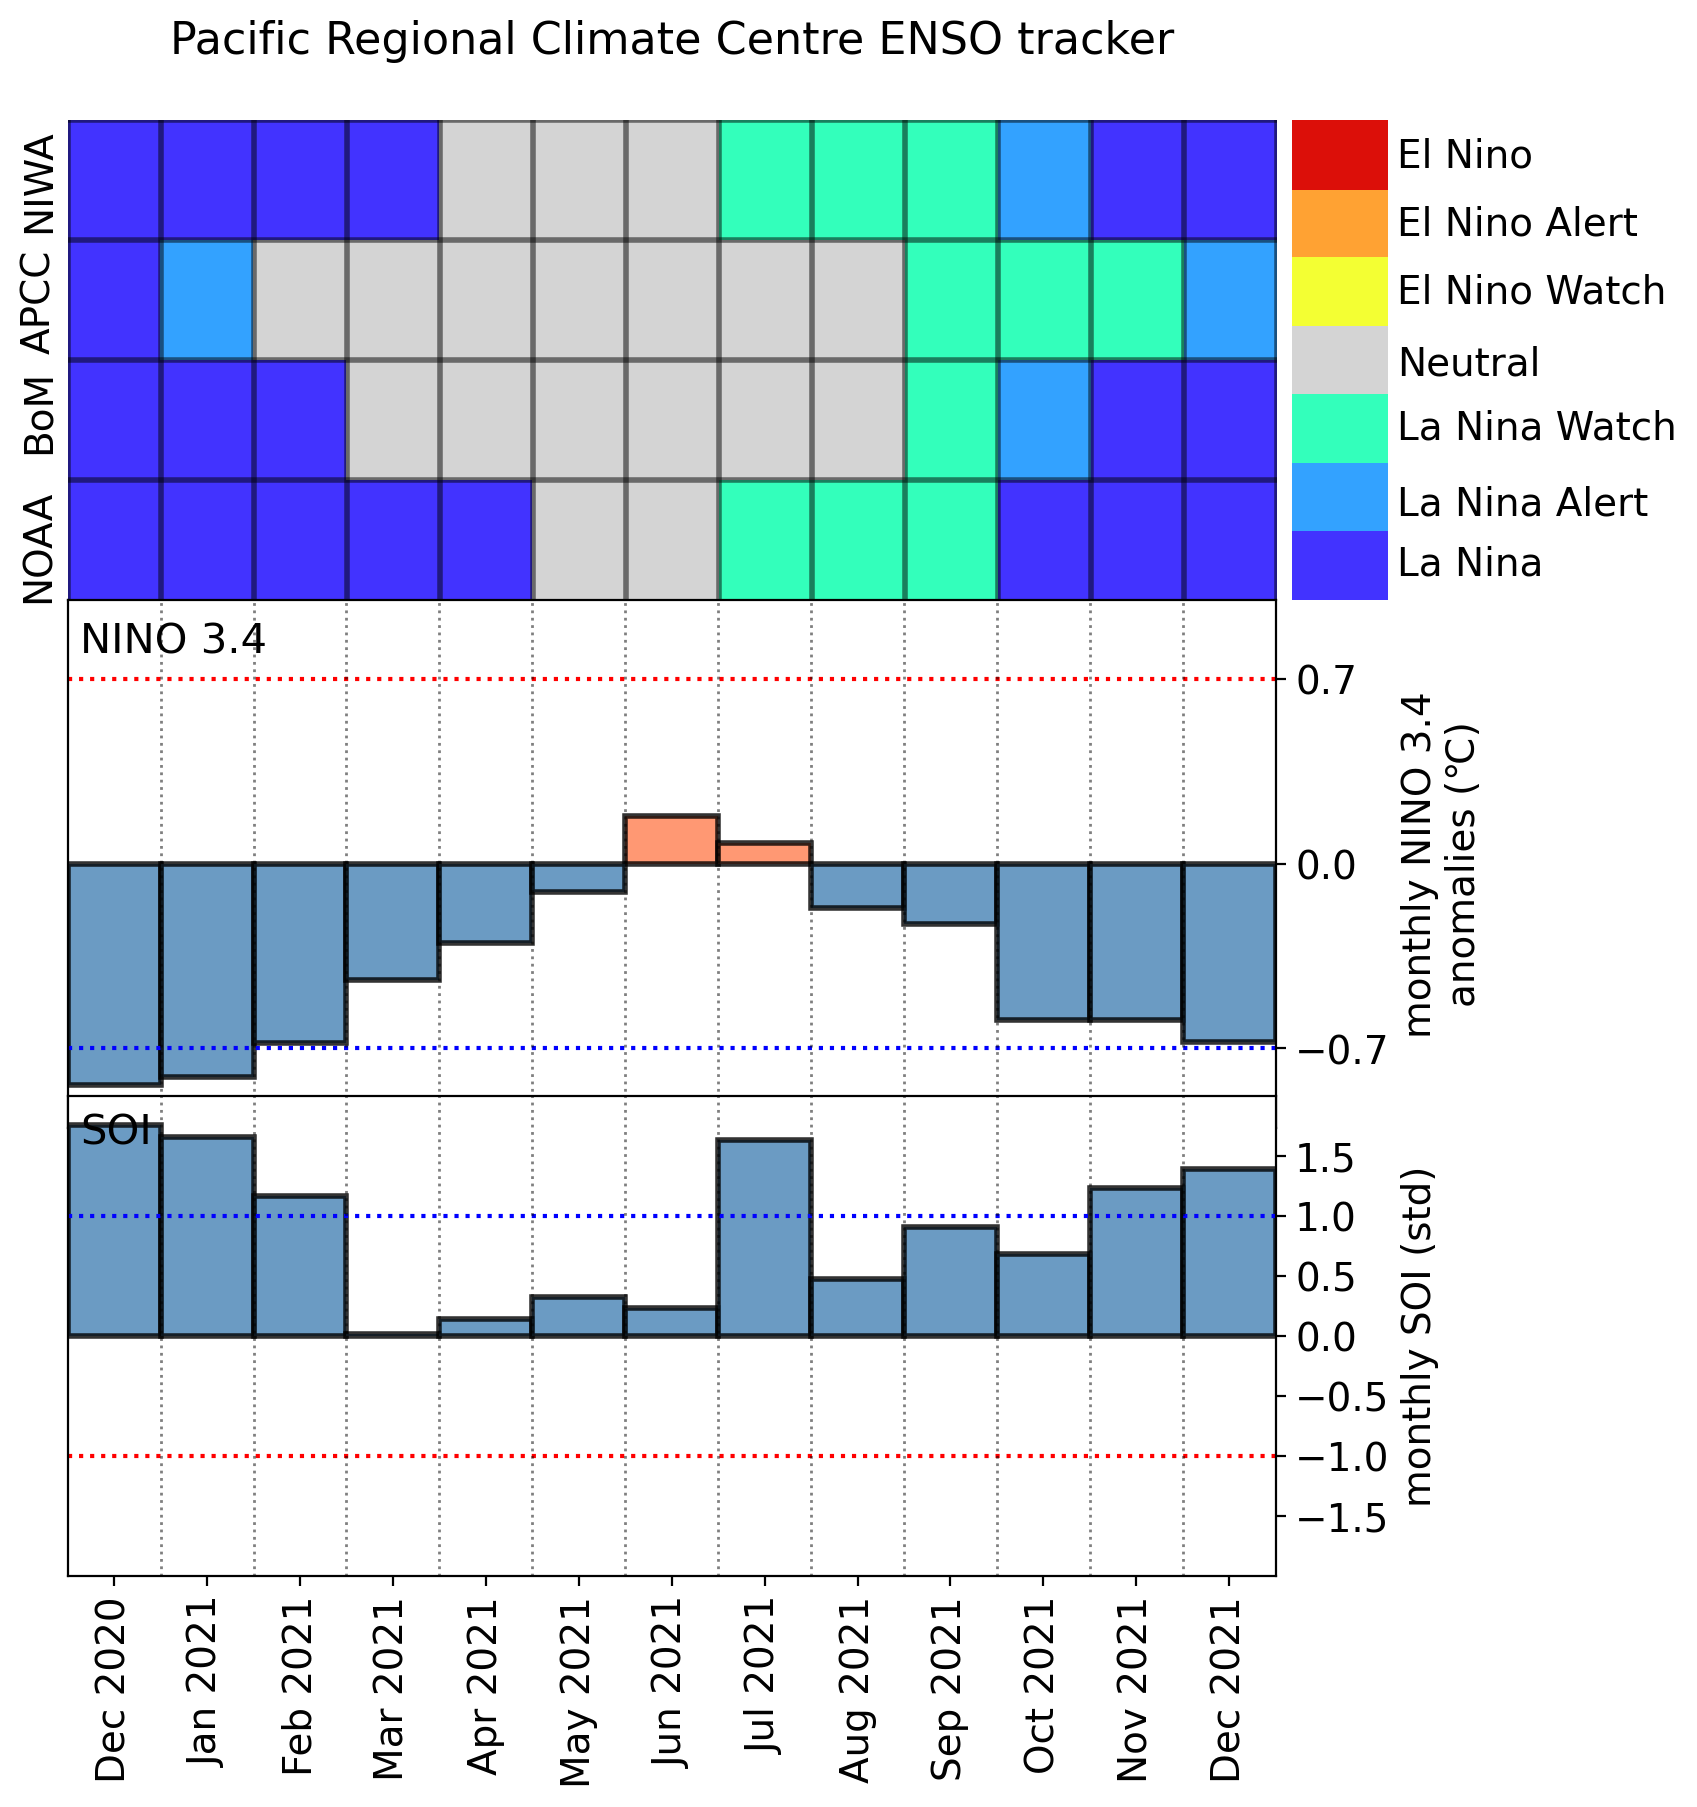 Pacific Regional Climate Centre ENSO tracker
NIWA
APCC
BoM
NOAA
El Nino
El Nino Alert
El Nino Watch
Neutral
La Nina Watch
La Nina Alert
La Nina
NINO 3.4
0.7
0.0
−0.7
monthly NINO 3.4
anomalies (°C)
SOI
1.5
1.0
0.5
0.0
−0.5
−1.0
−1.5
monthly SOI (std)
Dec 2020
Jan 2021
Feb 2021
Mar 2021
Apr 2021
May 2021
Jun 2021
Jul 2021
Aug 2021
Sep 2021
Oct 2021
Nov 2021
Dec 2021